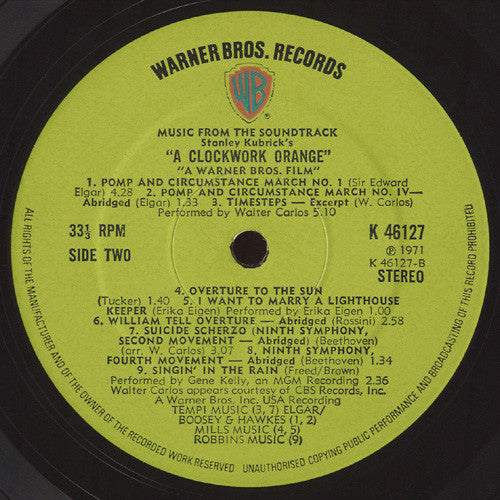 WARNER BROS. RECORDS
WB
MUSIC FROM THE SOUNDTRACK
Stanley Kubrick's
"A CLOCKWORK ORANGE"
"A WARNER BROS. FILM"
1. POMP AND CIRCUMSTANCE MARCH NO. 1 (Sir Edward
Elgar) 4.28 2. POMP AND CIRCUMSTANCE MARCH NO. IV—
Abridged (Elgar) 1.33 3. TIMESTEPS — Excerpt (W. Carlos)
Performed by Walter Carlos 5.10
33⅓ RPM
SIDE TWO
K 46127
℗ 1971
K 46127-B
STEREO
4. OVERTURE TO THE SUN
(Tucker) 1.40 5. I WANT TO MARRY A LIGHTHOUSE
KEEPER (Erika Eigen) Performed by Erika Eigen 1.00
6. WILLIAM TELL OVERTURE — Abridged (Rossini) 2.58
7. SUICIDE SCHERZO (NINTH SYMPHONY,
SECOND MOVEMENT — Abridged (Beethoven)
(arr. W. Carlos) 3.07 8. NINTH SYMPHONY,
FOURTH MOVEMENT — Abridged (Beethoven) 1.34
9. SINGIN' IN THE RAIN (Freed/Brown)
Performed by Gene Kelly, an MGM Recording 2.36
Walter Carlos appears courtesy of CBS Records, Inc.
A Warner Bros. Inc. USA Recording
TEMPI MUSIC (3, 7) ELGAR/
BOOSEY & HAWKES (1, 2)
MILLS MUSIC (4, 5)
ROBBINS MUSIC (9)
ALL RIGHTS OF THE MANUFACTURER AND OF THE OWNER OF THE RECORDED WORK RESERVED UNAUTHORISED COPYING PUBLIC PERFORMANCE AND BROADCASTING OF THIS RECORD PROHIBITED